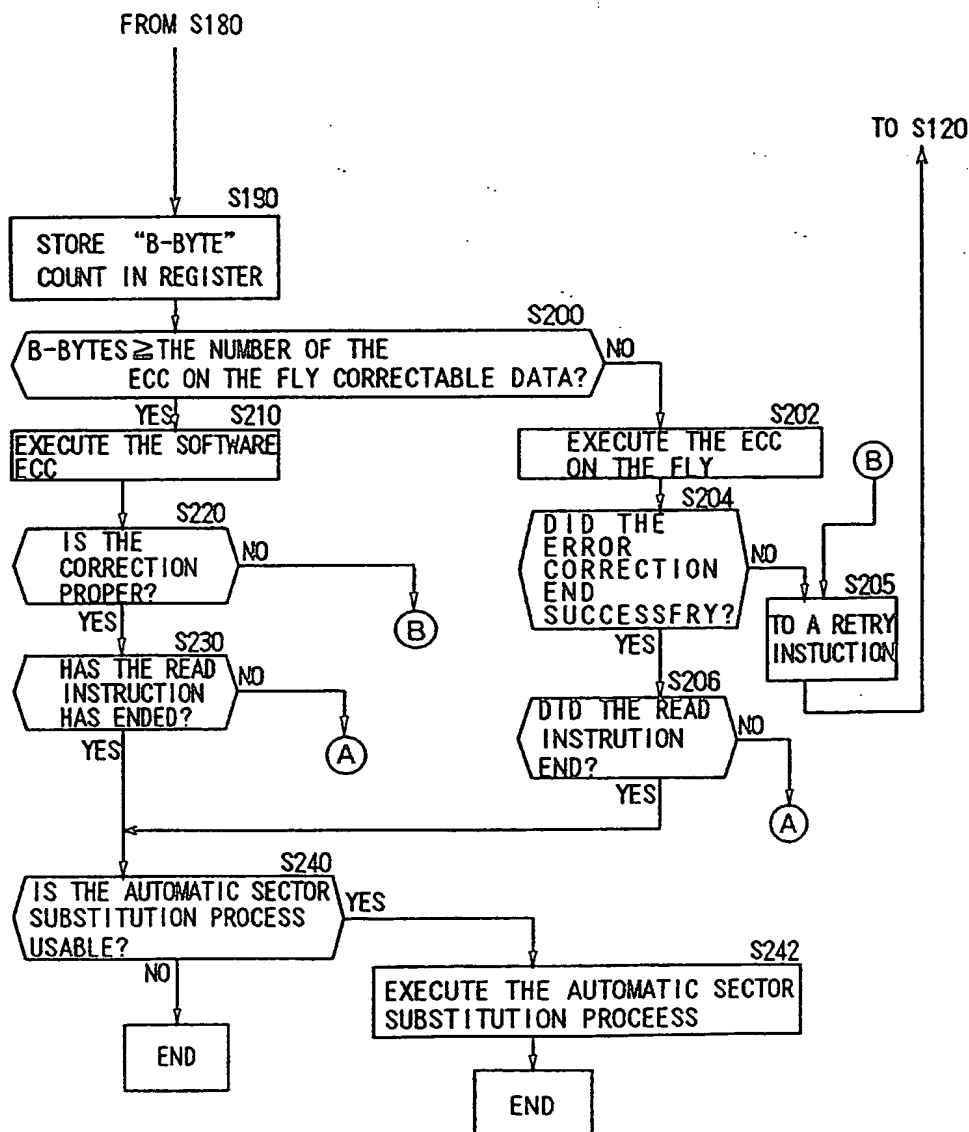 FROM S180
TO S120
S190
STORE "B-BYTE"
COUNT IN REGISTER
S200
B-BYTES≧THE NUMBER OF THE
ECC ON THE FLY CORRECTABLE DATA?
NO
YES
S210
EXECUTE THE SOFTWARE
ECC
S202
EXECUTE THE ECC
ON THE FLY
B
S220
IS THE
CORRECTION
PROPER?
NO
YES
B
S204
DID THE
ERROR
CORRECTION
END
SUCCESSFRY?
NO
YES
S205
TO A RETRY
INSTUCTION
S230
HAS THE READ
INSTRUCTION
HAS ENDED?
NO
YES
A
S206
DID THE READ
INSTRUTION
END?
NO
YES
A
S240
IS THE AUTOMATIC SECTOR
SUBSTITUTION PROCESS
USABLE?
YES
NO
S242
EXECUTE THE AUTOMATIC SECTOR
SUBSTITUTION PROCEESS
END
END